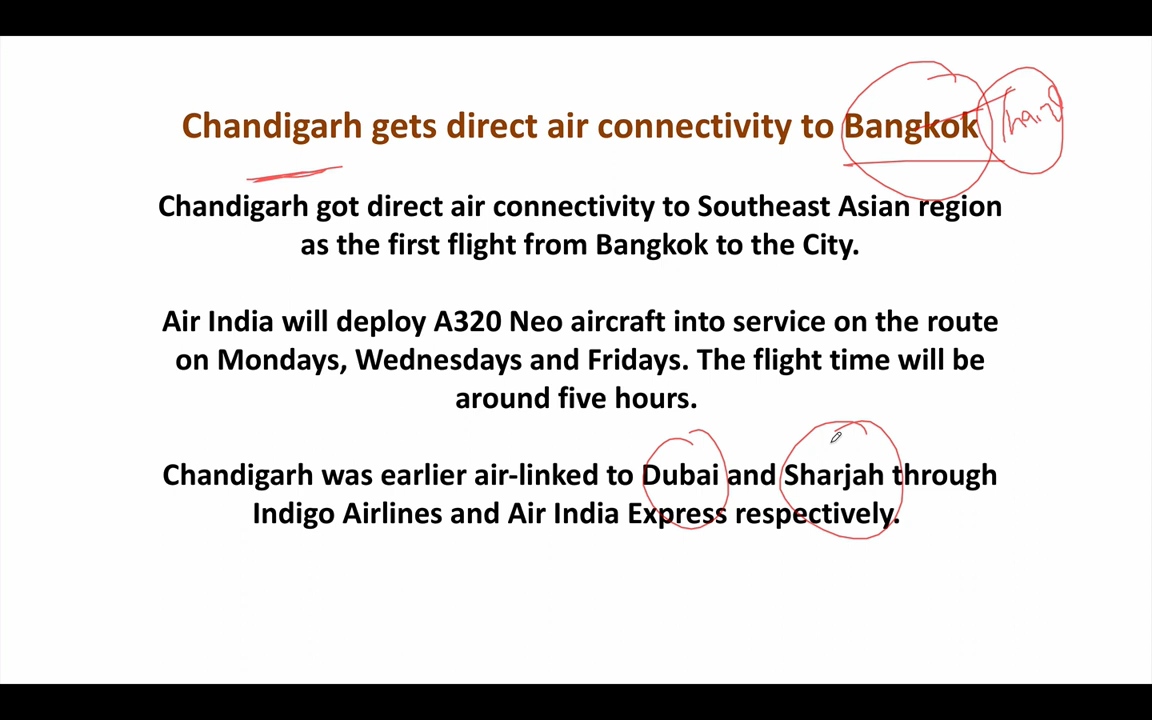 Chandigarh gets direct air connectivity to Bangkok
Chandigarh got direct air connectivity to Southeast Asian region
as the first flight from Bangkok to the City.
Air India will deploy A320 Neo aircraft into service on the route
on Mondays, Wednesdays and Fridays. The flight time will be
around five hours.
Chandigarh was earlier air-linked to Dubai and Sharjah through
Indigo Airlines and Air India Express respectively.